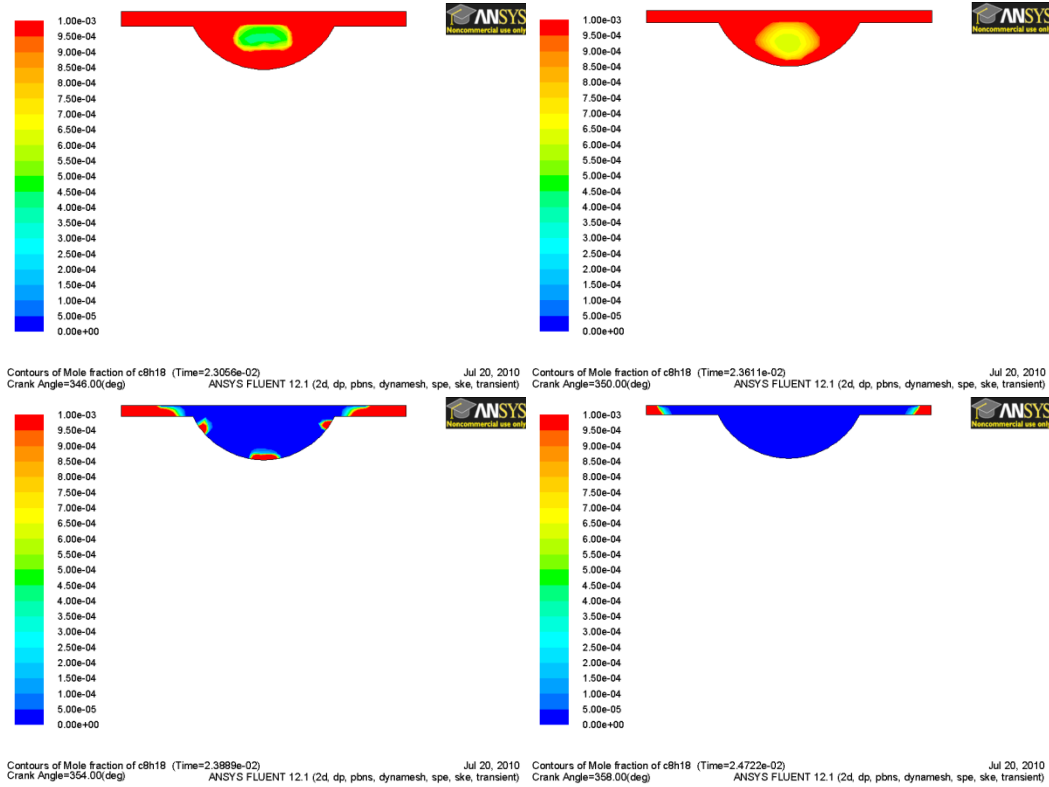 1.00e-03
9.50e-04
9.00e-04
8.50e-04
8.00e-04
7.50e-04
7.00e-04
6.50e-04
6.00e-04
5.50e-04
5.00e-04
4.50e-04
4.00e-04
3.50e-04
3.00e-04
2.50e-04
2.00e-04
1.50e-04
1.00e-04
5.00e-05
0.00e+00
ANSYS
Noncommercial use only
Contours of Mole fraction of c8h18 (Time=2.3056e-02)
Crank Angle=346.00(deg)
Jul 20, 2010
ANSYS FLUENT 12.1 (2d, dp, pbns, dynamesh, spe, ske, transient)
1.00e-03
9.50e-04
9.00e-04
8.50e-04
8.00e-04
7.50e-04
7.00e-04
6.50e-04
6.00e-04
5.50e-04
5.00e-04
4.50e-04
4.00e-04
3.50e-04
3.00e-04
2.50e-04
2.00e-04
1.50e-04
1.00e-04
5.00e-05
0.00e+00
ANSYS
Noncommercial use only
Contours of Mole fraction of c8h18 (Time=2.3611e-02)
Crank Angle=350.00(deg)
Jul 20, 2010
ANSYS FLUENT 12.1 (2d, dp, pbns, dynamesh, spe, ske, transient)
1.00e-03
9.50e-04
9.00e-04
8.50e-04
8.00e-04
7.50e-04
7.00e-04
6.50e-04
6.00e-04
5.50e-04
5.00e-04
4.50e-04
4.00e-04
3.50e-04
3.00e-04
2.50e-04
2.00e-04
1.50e-04
1.00e-04
5.00e-05
0.00e+00
ANSYS
Noncommercial use only
Contours of Mole fraction of c8h18 (Time=2.3889e-02)
Crank Angle=354.00(deg)
Jul 20, 2010
ANSYS FLUENT 12.1 (2d, dp, pbns, dynamesh, spe, ske, transient)
1.00e-03
9.50e-04
9.00e-04
8.50e-04
8.00e-04
7.50e-04
7.00e-04
6.50e-04
6.00e-04
5.50e-04
5.00e-04
4.50e-04
4.00e-04
3.50e-04
3.00e-04
2.50e-04
2.00e-04
1.50e-04
1.00e-04
5.00e-05
0.00e+00
ANSYS
Noncommercial use only
Contours of Mole fraction of c8h18 (Time=2.4722e-02)
Crank Angle=358.00(deg)
Jul 20, 2010
ANSYS FLUENT 12.1 (2d, dp, pbns, dynamesh, spe, ske, transient)